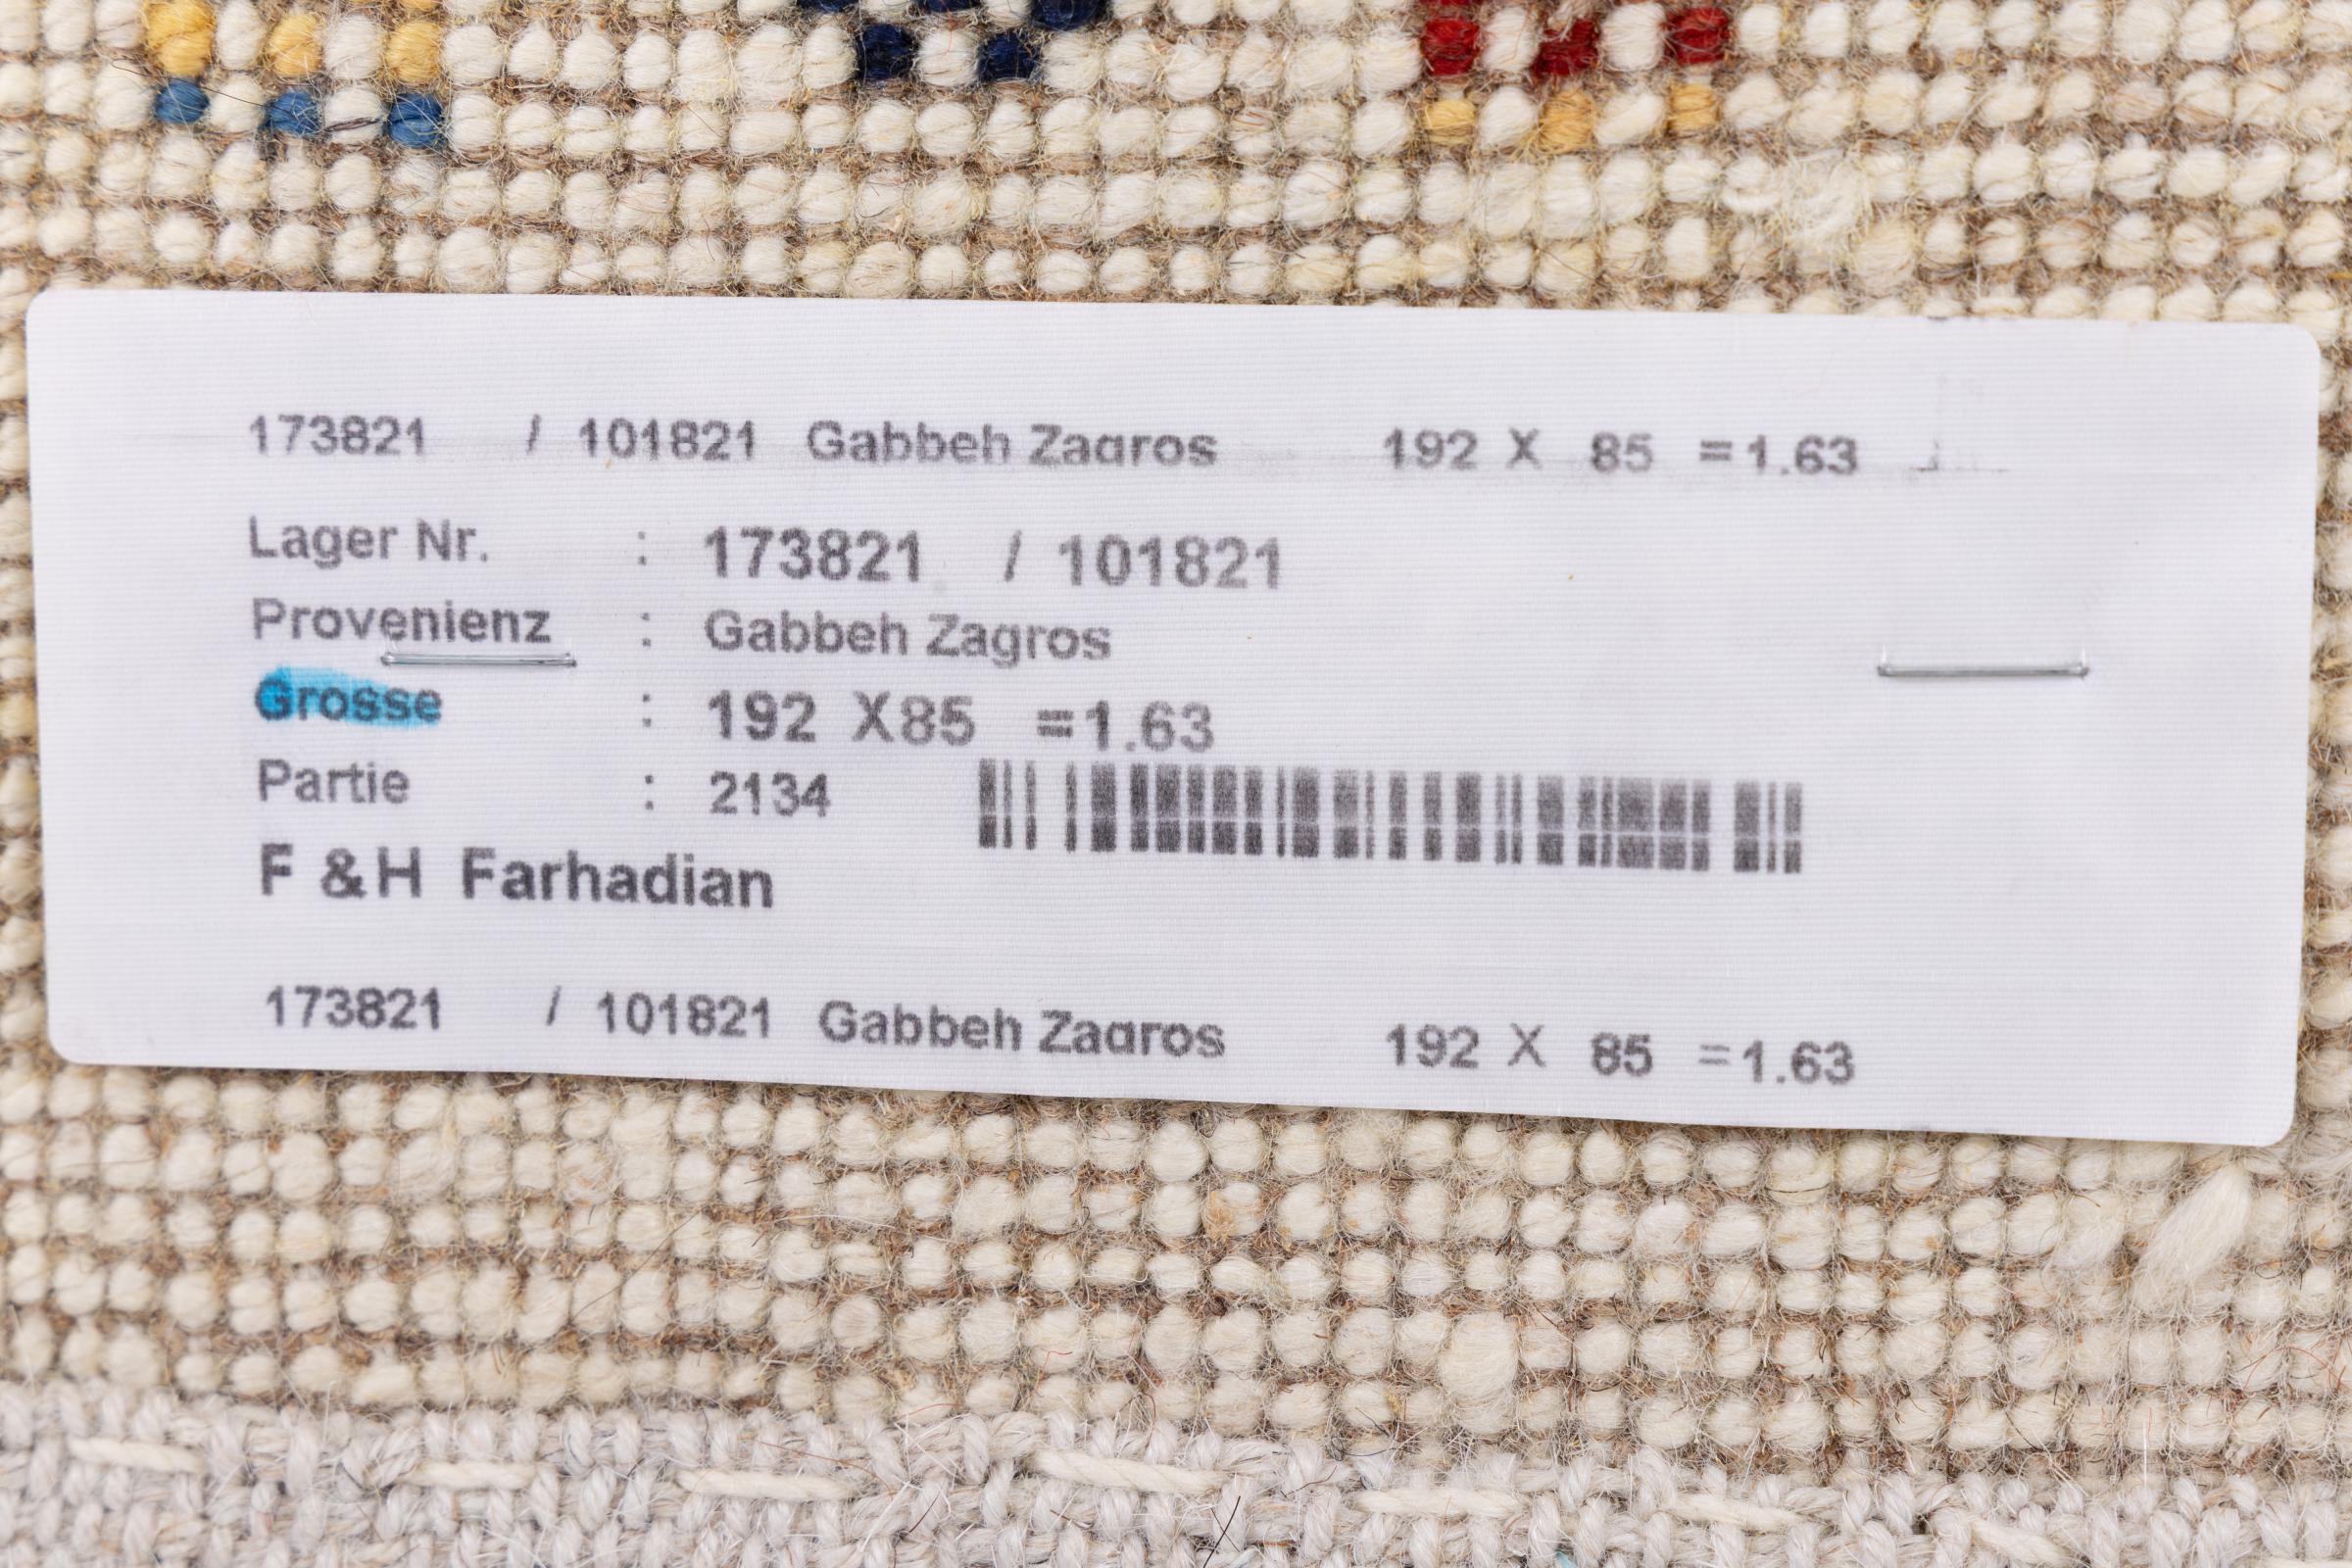 173821 / 101821 Gabbeh Zagros 192 X 85 =1.63
Lager Nr. : 173821 / 101821
Provenienz : Gabbeh Zagros
Grosse : 192 X85 =1.63
Partie : 2134
F &H Farhadian
173821 / 101821 Gabbeh Zagros 192 X 85 =1.63